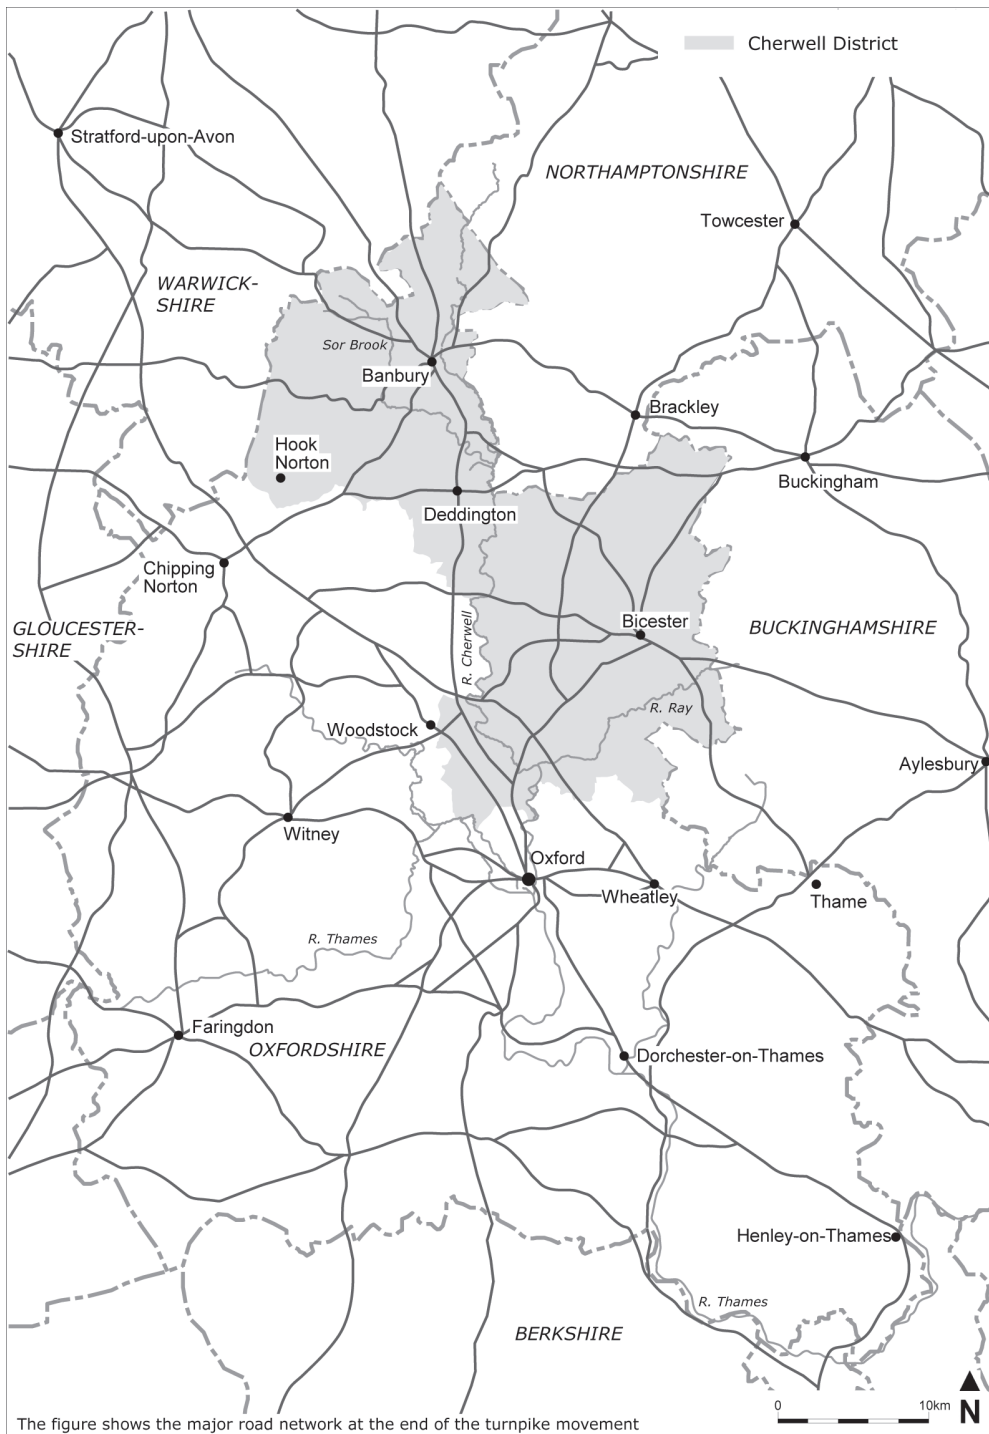 Cherwell District
Stratford-upon-Avon
NORTHAMPTONSHIRE
Towcester
WARWICK-
SHIRE
Sor Brook
Banbury
Brackley
Hook
Norton
Buckingham
Deddington
Chipping
Norton
GLOUCESTER-
SHIRE
R. Cherwell
Bicester
BUCKINGHAMSHIRE
R. Ray
Woodstock
Aylesbury
Witney
Oxford
Wheatley
Thame
R. Thames
Faringdon
OXFORDSHIRE
Dorchester-on-Thames
Henley-on-Thames
R. Thames
BERKSHIRE
0
10km
N
The figure shows the major road network at the end of the turnpike movement